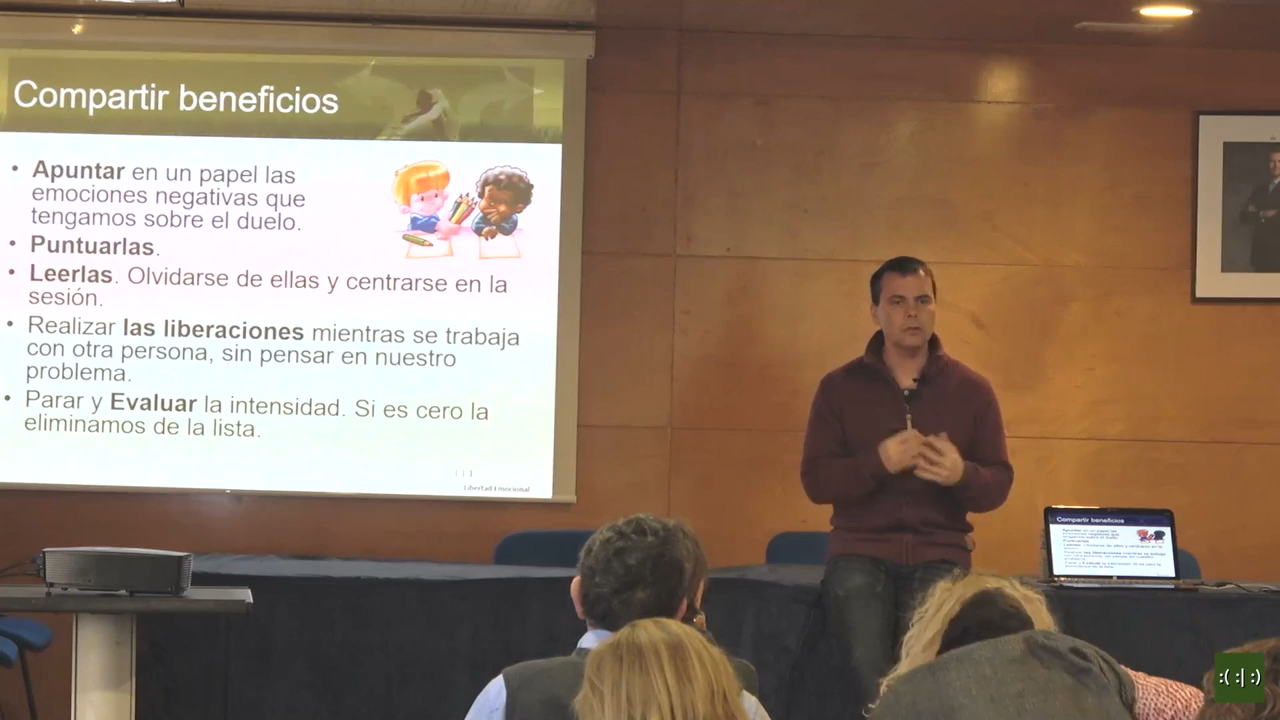 Compartir beneficios
• Apuntar en un papel las
emociones negativas que
tengamos sobre el duelo.
• Puntuarlas.
• Leerlas. Olvidarse de ellas y centrarse en la
sesión.
• Realizar las liberaciones mientras se trabaja
con otra persona, sin pensar en nuestro
problema.
• Parar y Evaluar la intensidad. Si es cero la
eliminamos de la lista.
Libertad Emocional
Compartir beneficios
:( :| :)